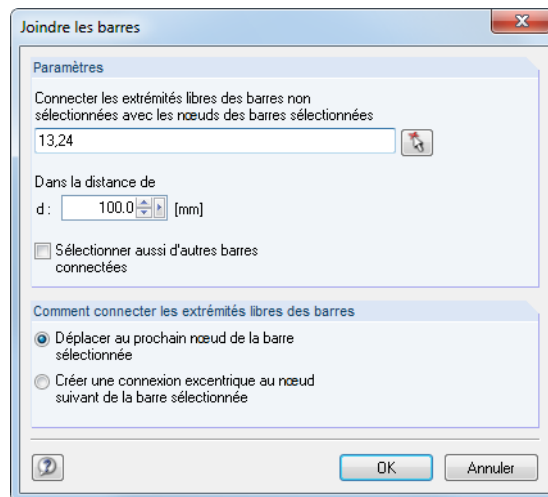 Joindre les barres
Paramètres
Connecter les extrémités libres des barres non
sélectionnées avec les nœuds des barres sélectionnées
13,24
Dans la distance de
d : 100.0 [mm]
Sélectionner aussi d'autres barres
connectées
Comment connecter les extrémités libres des barres
Déplacer au prochain nœud de la barre
sélectionnée
Créer une connexion excentrique au nœud
suivant de la barre sélectionnée
OK Annuler